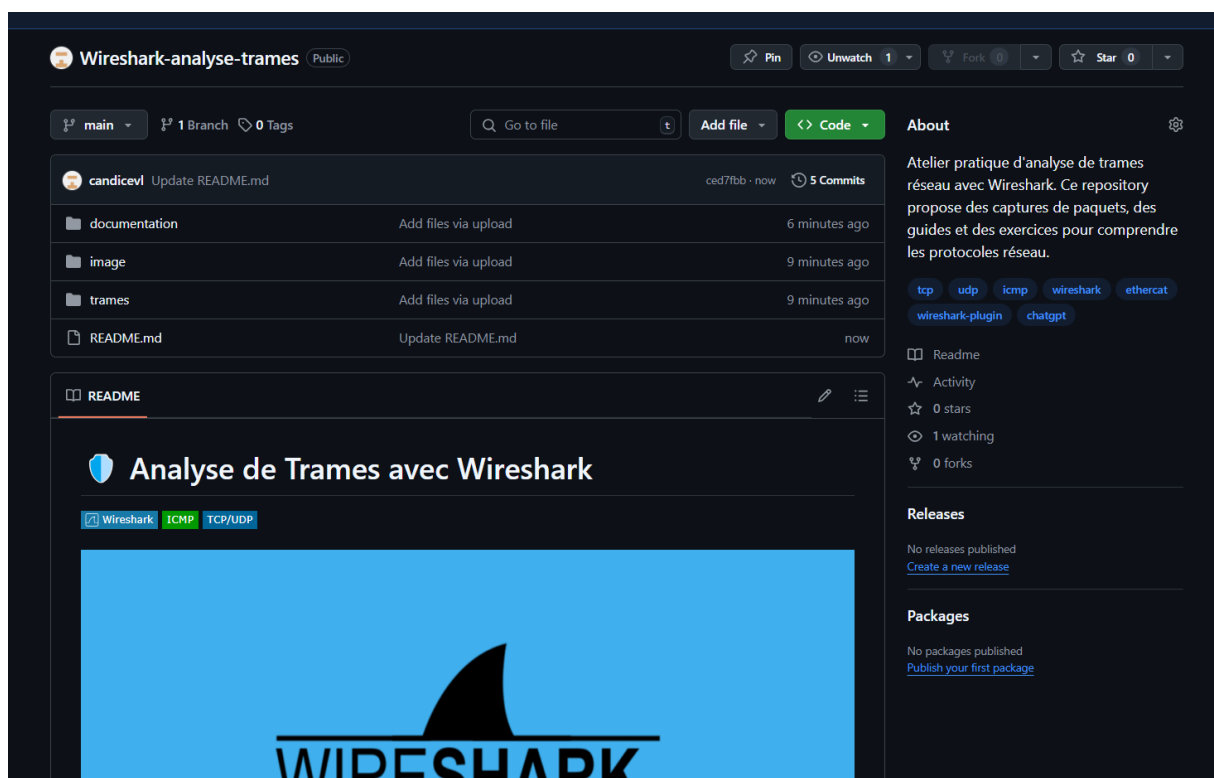 Wireshark-analyse-trames Public
Pin
Unwatch 1
Fork 0
Star 0
main
1 Branch
0 Tags
Go to file
t
Add file
Code
candicevl Update README.md
ced7fbb · now
5 Commits
documentation Add files via upload 6 minutes ago
image Add files via upload 9 minutes ago
trames Add files via upload 9 minutes ago
README.md Update README.md now
README
Analyse de Trames avec Wireshark
Wireshark ICMP TCP/UDP
WIRESHARK
About
Atelier pratique d'analyse de trames
réseau avec Wireshark. Ce repository
propose des captures de paquets, des
guides et des exercices pour comprendre
les protocoles réseau.
tcp udp icmp wireshark ethercat
wireshark-plugin chatgpt
Readme
Activity
0 stars
1 watching
0 forks
Releases
No releases published
Create a new release
Packages
No packages published
Publish your first package